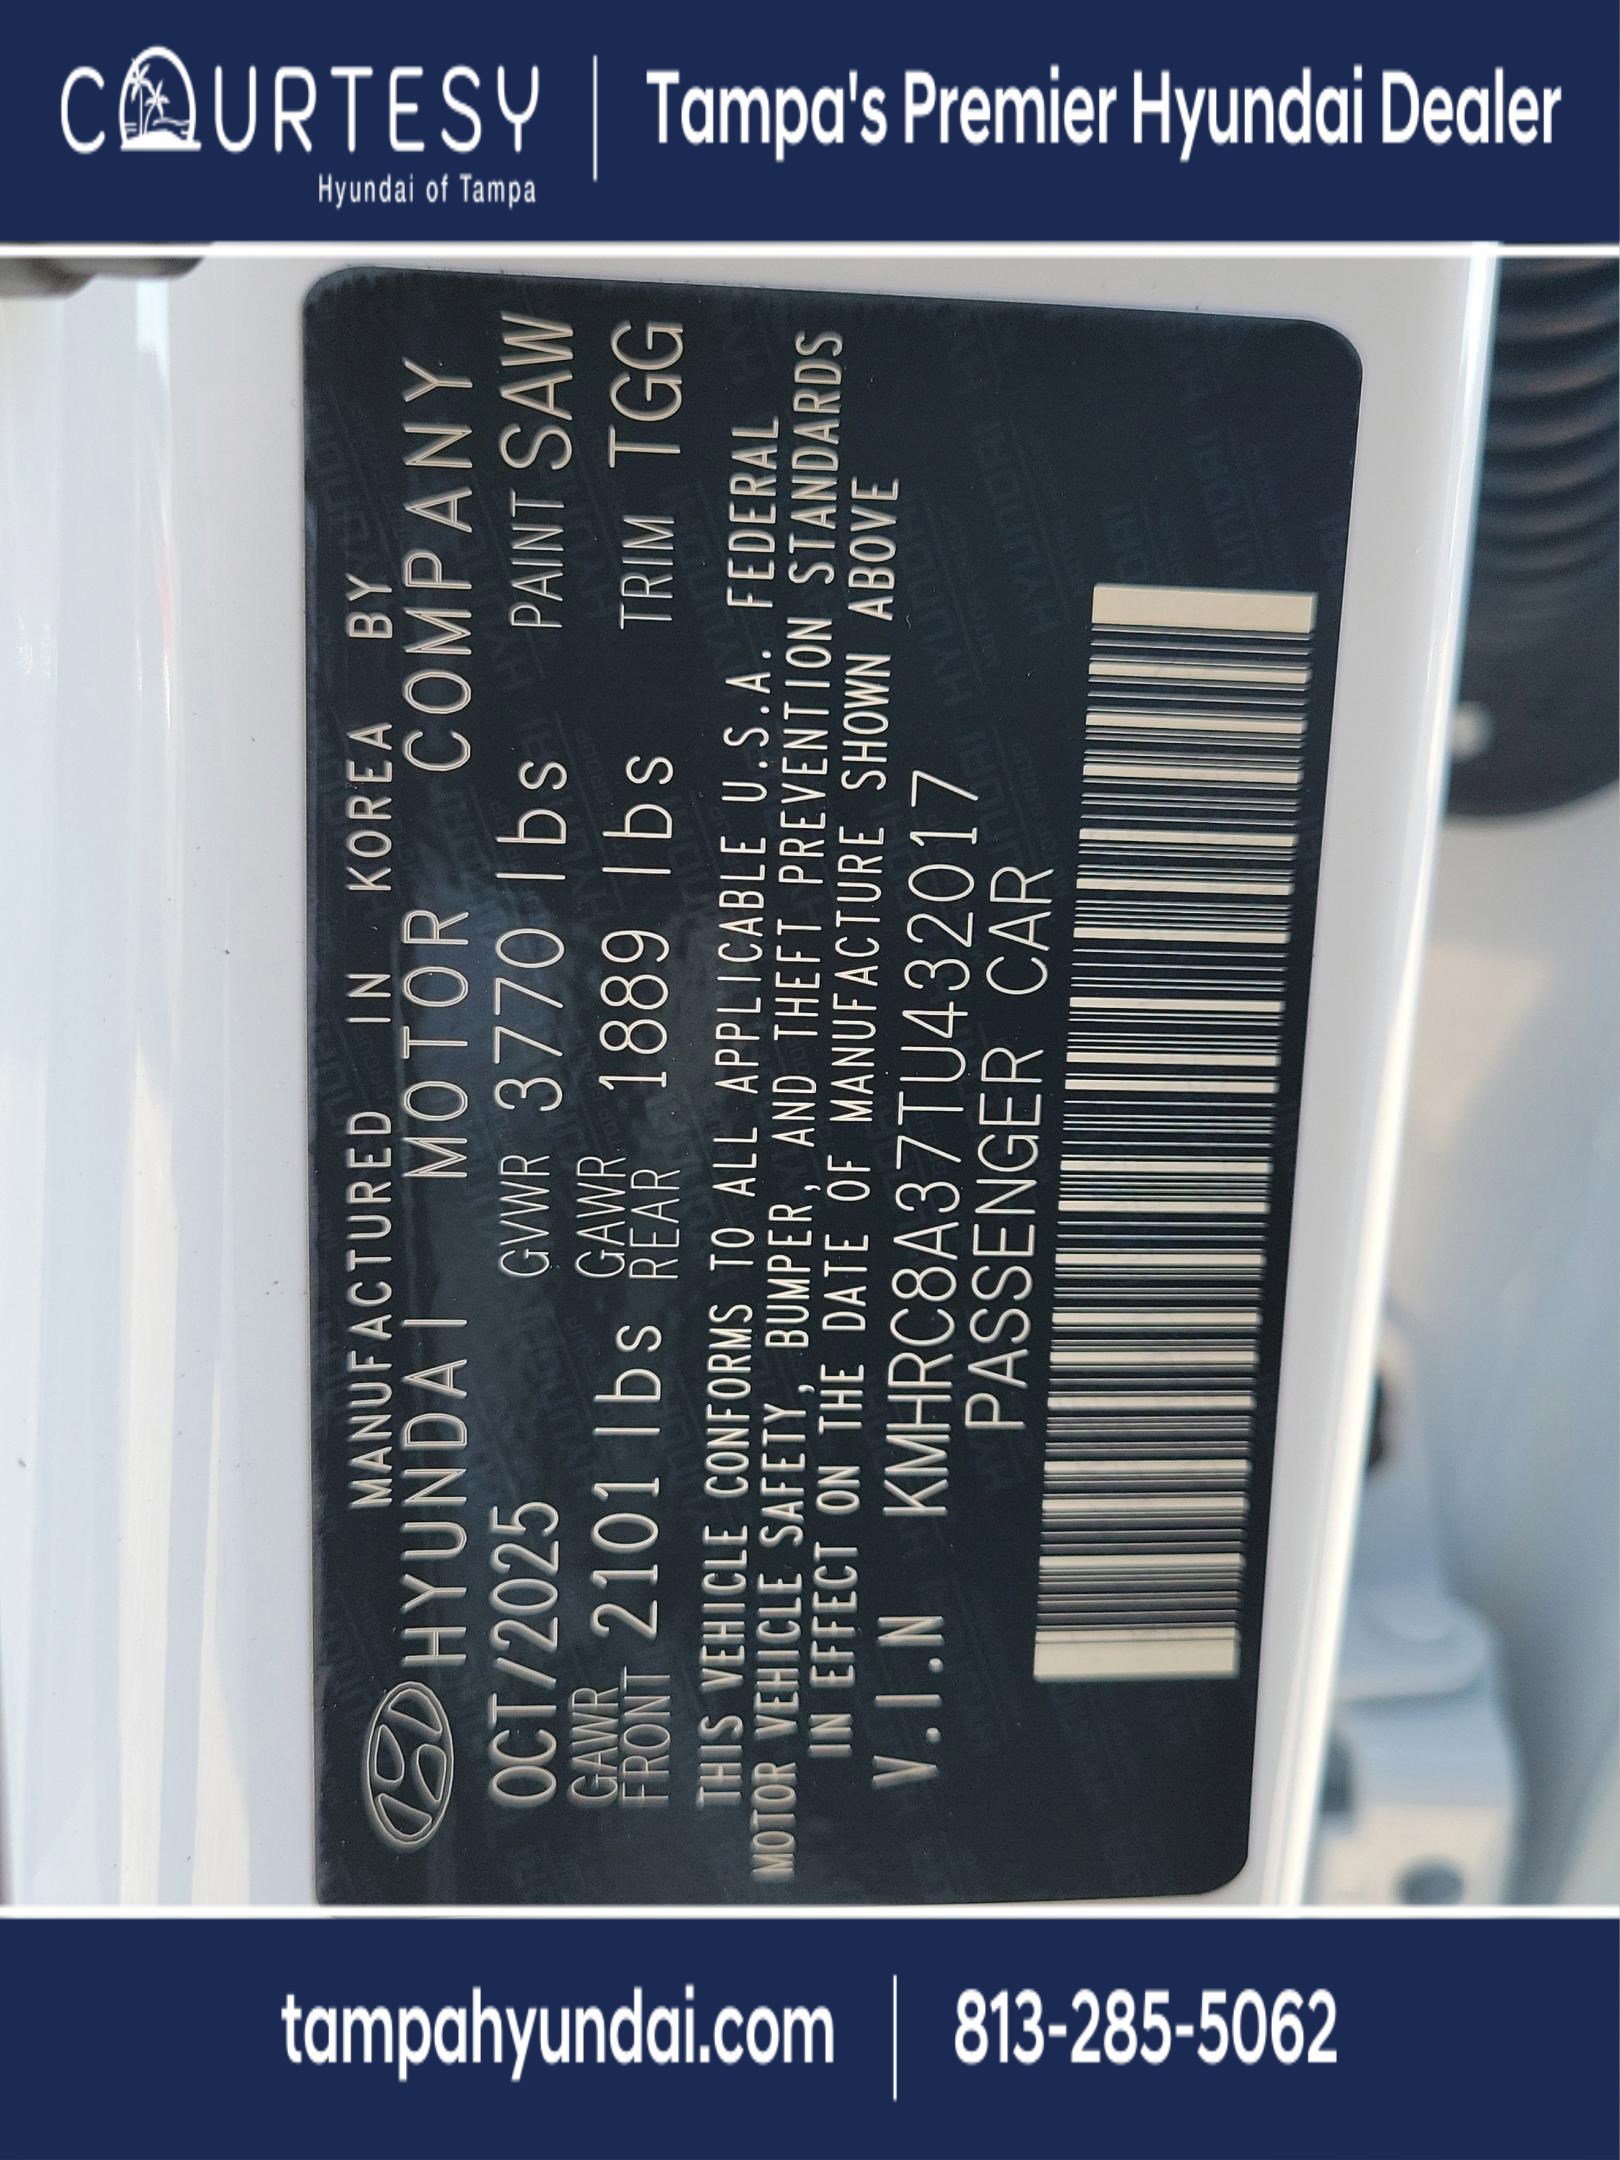 COURTESY
Hyundai of Tampa
Tampa's Premier Hyundai Dealer
MANUFACTURED IN KOREA BY
HYUNDAI MOTOR COMPANY
OCT/2025 GVWR 3770 lbs PAINT SAW
GAWR FRONT 2101 lbs GAWR REAR 1889 lbs TRIM TGG
THIS VEHICLE CONFORMS TO ALL APPLICABLE U.S.A. FEDERAL
MOTOR VEHICLE SAFETY, BUMPER, AND THEFT PREVENTION STANDARDS
IN EFFECT ON THE DATE OF MANUFACTURE SHOWN ABOVE
V.I.N KMHRC8A37TU432017
PASSENGER CAR
tampahyundai.com
813-285-5062